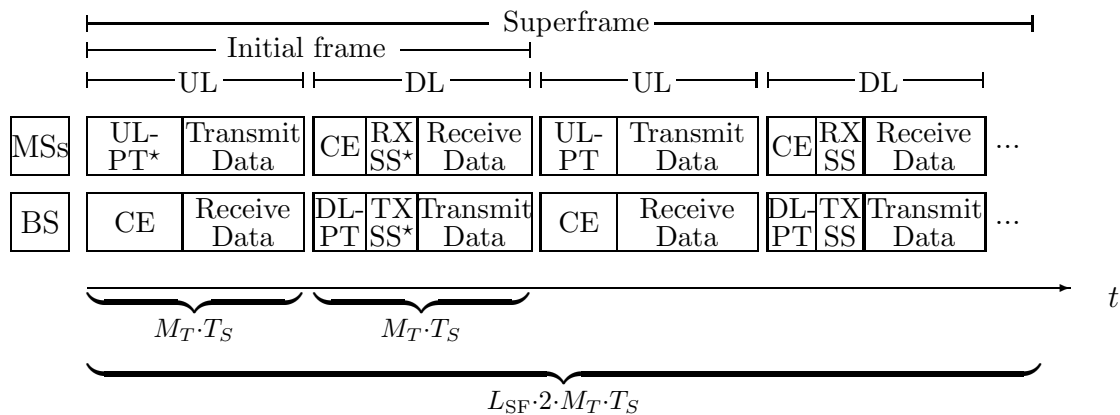 Superframe
Initial frame
UL DL UL DL
MSs UL-PT* Transmit Data CE RX SS* Receive Data UL-PT Transmit Data CE RX SS Receive Data ...
BS CE Receive Data DL-PT TX SS* Transmit Data CE Receive Data DL-PT TX SS Transmit Data ...
t
M_T·T_S M_T·T_S
L_SF·2·M_T·T_S